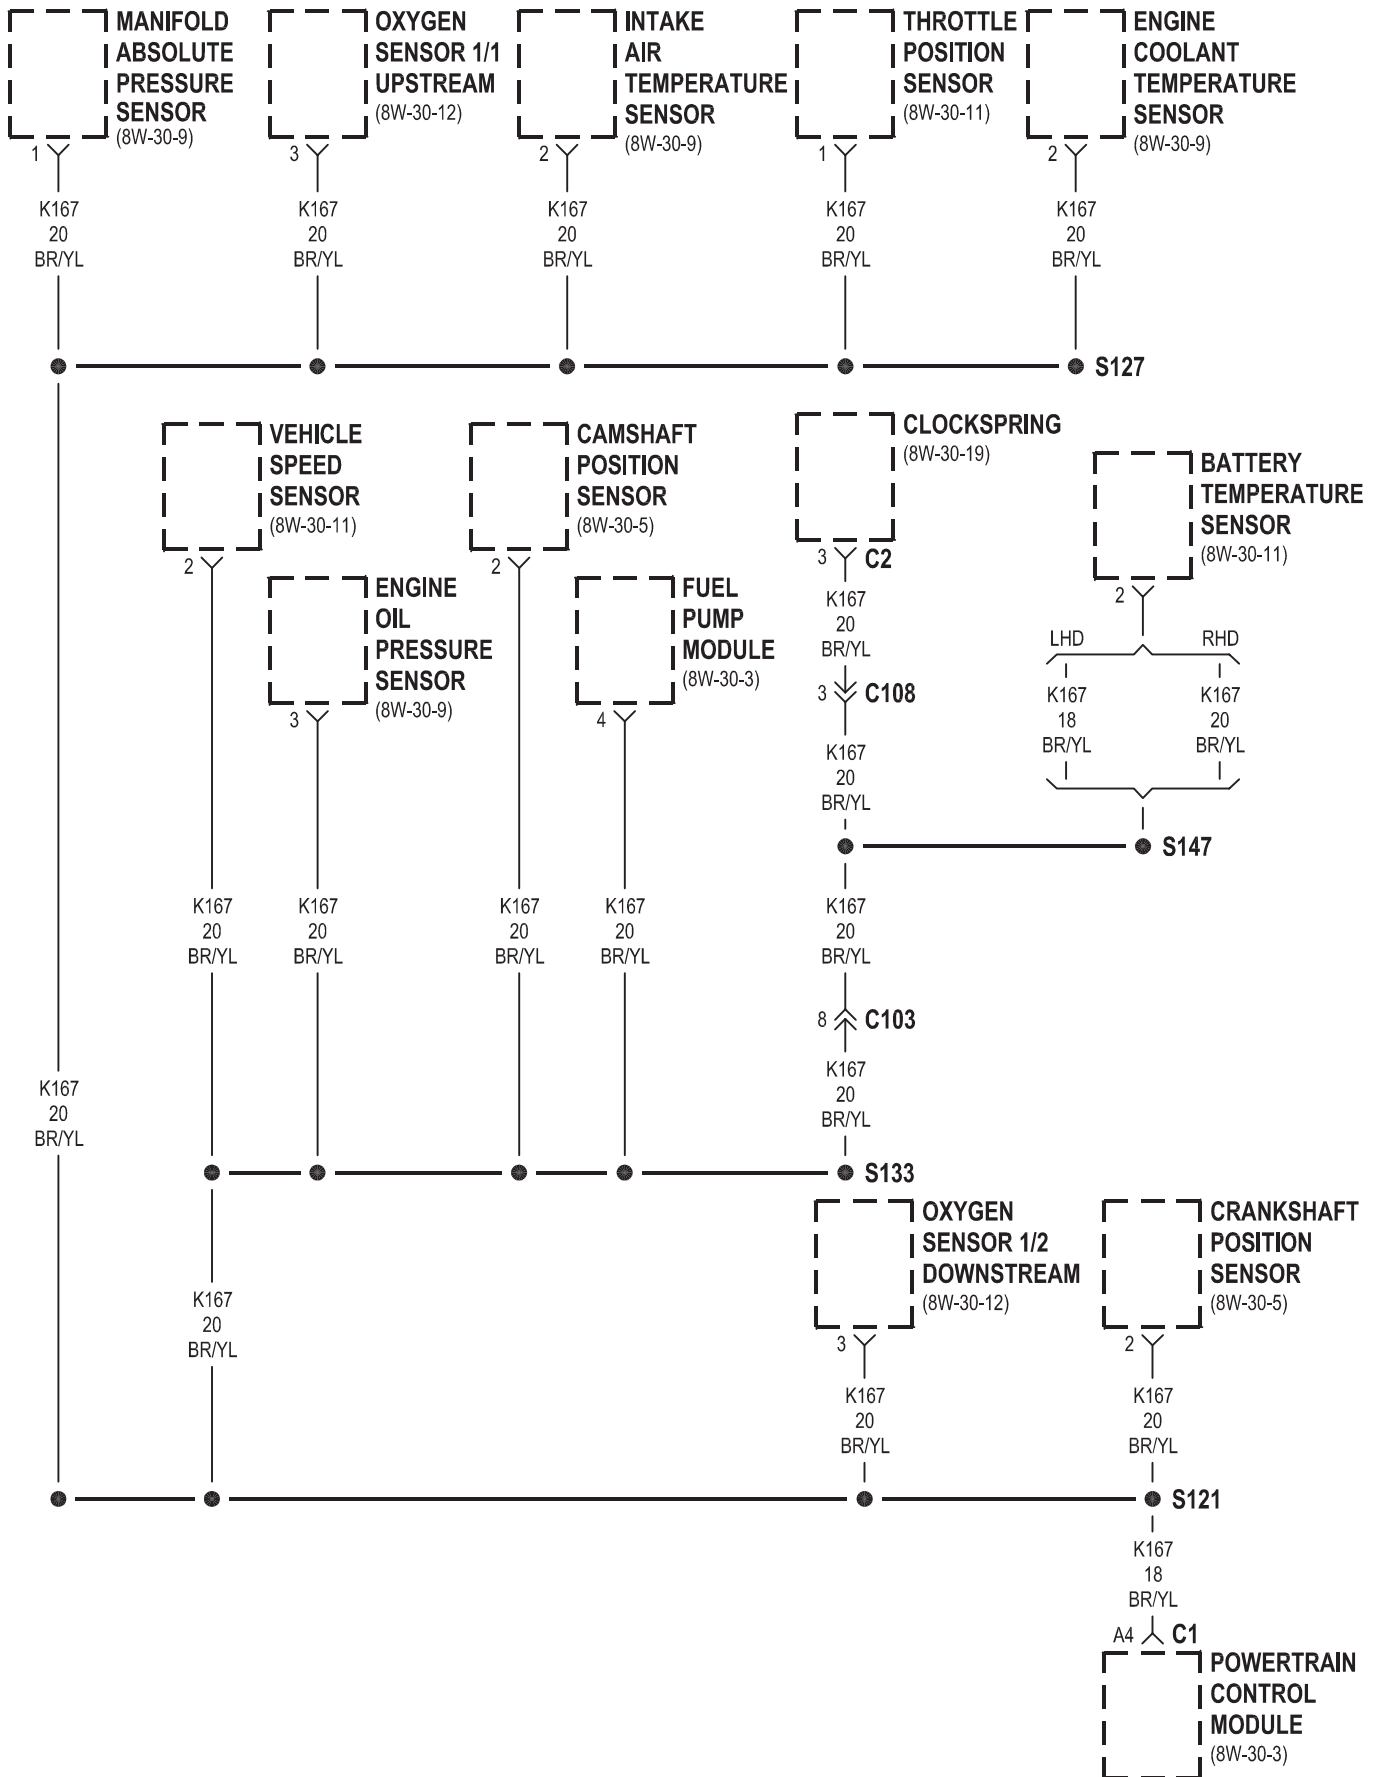 MANIFOLD
ABSOLUTE
PRESSURE
SENSOR
(8W-30-9)
1
K167
20
BR/YL
OXYGEN
SENSOR 1/1
UPSTREAM
(8W-30-12)
3
K167
20
BR/YL
INTAKE
AIR
TEMPERATURE
SENSOR
(8W-30-9)
2
K167
20
BR/YL
THROTTLE
POSITION
SENSOR
(8W-30-11)
1
K167
20
BR/YL
ENGINE
COOLANT
TEMPERATURE
SENSOR
(8W-30-9)
2
K167
20
BR/YL
S127
VEHICLE
SPEED
SENSOR
(8W-30-11)
2
ENGINE
OIL
PRESSURE
SENSOR
(8W-30-9)
3
CAMSHAFT
POSITION
SENSOR
(8W-30-5)
2
FUEL
PUMP
MODULE
(8W-30-3)
4
CLOCKSPRING
(8W-30-19)
3 C2
K167
20
BR/YL
3 C108
K167
20
BR/YL
BATTERY
TEMPERATURE
SENSOR
(8W-30-11)
2
LHD
K167
18
BR/YL
RHD
K167
20
BR/YL
S147
K167
20
BR/YL
K167
20
BR/YL
K167
20
BR/YL
K167
20
BR/YL
K167
20
BR/YL
8 C103
K167
20
BR/YL
K167
20
BR/YL
S133
K167
20
BR/YL
OXYGEN
SENSOR 1/2
DOWNSTREAM
(8W-30-12)
3
K167
20
BR/YL
CRANKSHAFT
POSITION
SENSOR
(8W-30-5)
2
K167
20
BR/YL
S121
K167
18
BR/YL
A4 C1
POWERTRAIN
CONTROL
MODULE
(8W-30-3)